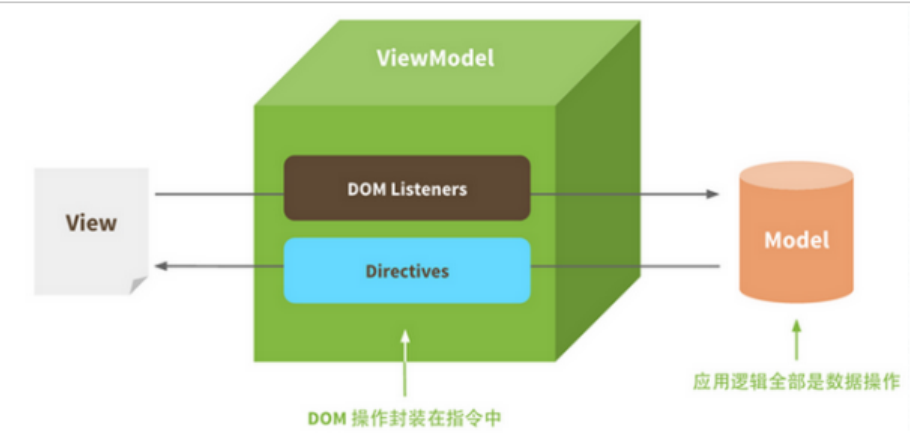 ViewModel
DOM Listeners
View
Model
Directives
应用逻辑全部是数据操作
DOM 操作封装在指令中